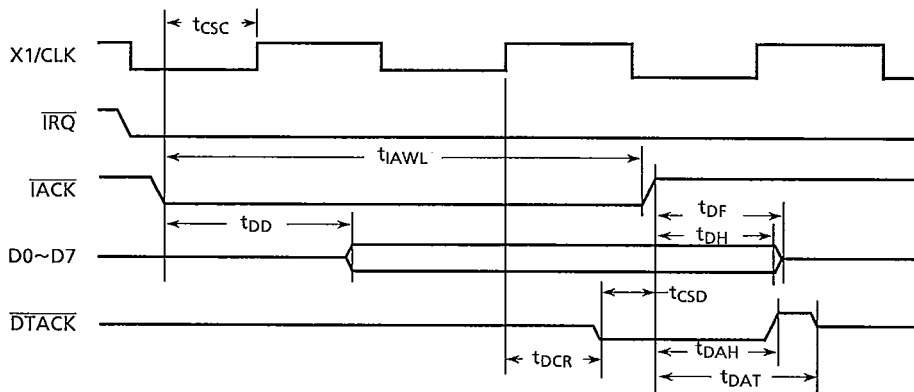 tCSC
X1/CLK
IRQ
tIAWL
IACK
tDD
tDF
tDH
D0~D7
tCSD
DTACK
tDCR
tDAH
tDAT